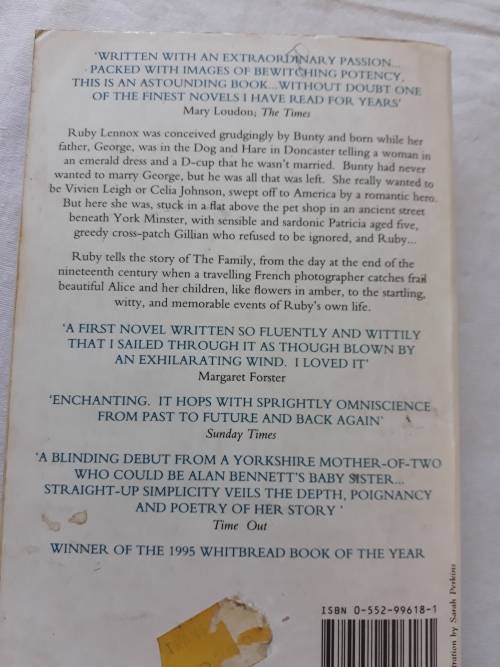 'WRITTEN WITH AN EXTRAORDINARY PASSION...
PACKED WITH IMAGES OF BEWITCHING POTENCY,
THIS IS AN ASTOUNDING BOOK...WITHOUT DOUBT ONE
OF THE FINEST NOVELS I HAVE READ FOR YEARS'
Mary Loudon, The Times
Ruby Lennox was conceived grudgingly by Bunty and born while her
father, George, was in the Dog and Hare in Doncaster telling a woman in
an emerald dress and a D-cup that he wasn't married. Bunty had never
wanted to marry George, but he was all that was left. She really wanted to
be Vivien Leigh or Celia Johnson, swept off to America by a romantic hero.
But here she was, stuck in a flat above the pet shop in an ancient street
beneath York Minster, with sensible and sardonic Patricia aged five,
greedy cross-patch Gillian who refused to be ignored, and Ruby...
Ruby tells the story of The Family, from the day at the end of the
nineteenth century when a travelling French photographer catches frail
beautiful Alice and her children, like flowers in amber, to the startling,
witty, and memorable events of Ruby's own life.
'A FIRST NOVEL WRITTEN SO FLUENTLY AND WITTILY
THAT I SAILED THROUGH IT AS THOUGH BLOWN BY
AN EXHILARATING WIND. I LOVED IT'
Margaret Forster
'ENCHANTING. IT HOPS WITH SPRIGHTLY OMNISCIENCE
FROM PAST TO FUTURE AND BACK AGAIN'
Sunday Times
'A BLINDING DEBUT FROM A YORKSHIRE MOTHER-OF-TWO
WHO COULD BE ALAN BENNETT'S BABY SISTER...
STRAIGHT-UP SIMPLICITY VEILS THE DEPTH, POIGNANCY
AND POETRY OF HER STORY '
Time Out
WINNER OF THE 1995 WHITBREAD BOOK OF THE YEAR
ISBN 0-552-99618-1
by Sarah Perkins